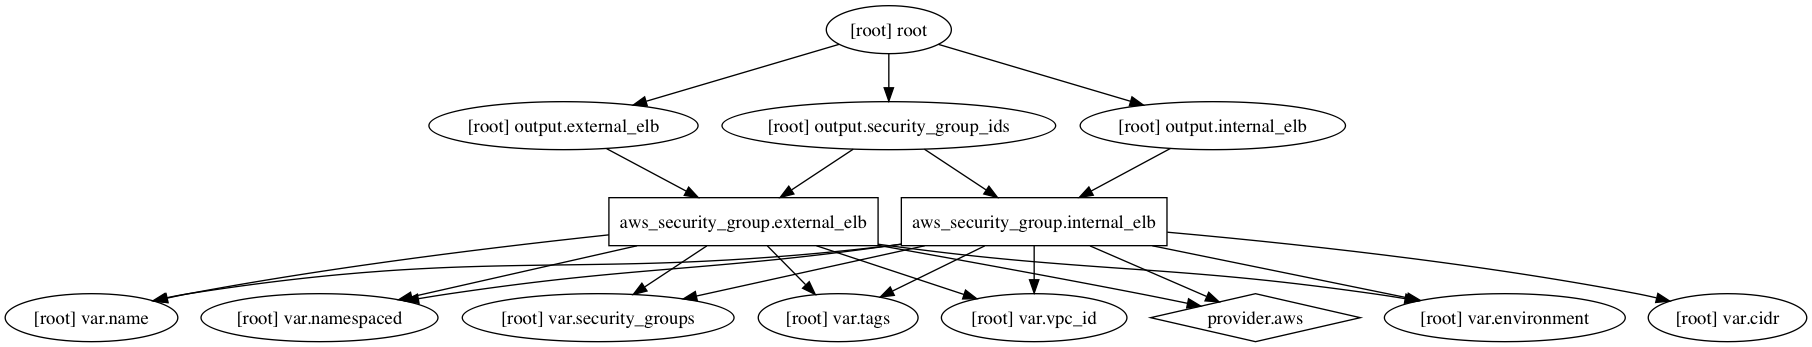 [root] root
[root] output.external_elb
[root] output.security_group_ids
[root] output.internal_elb
aws_security_group.external_elb
aws_security_group.internal_elb
[root] var.name
[root] var.namespaced
[root] var.security_groups
[root] var.tags
[root] var.vpc_id
provider.aws
[root] var.environment
[root] var.cidr